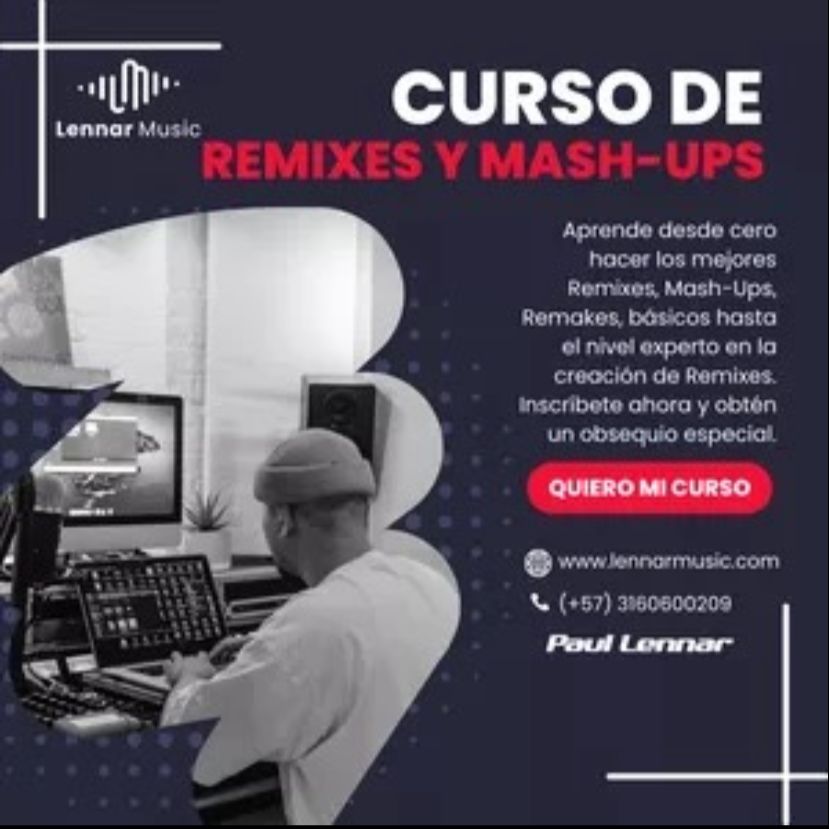 Lennar Music
CURSO DE
REMIXES Y MASH-UPS
Aprende desde cero
hacer los mejores
Remixes, Mash-Ups,
Remakes, básicos hasta
el nivel experto en la
creación de Remixes.
Inscríbete ahora y obtén
un obsequio especial.
QUIERO MI CURSO
www.lennarmusic.com
(+57) 3160600209
Paul Lennar